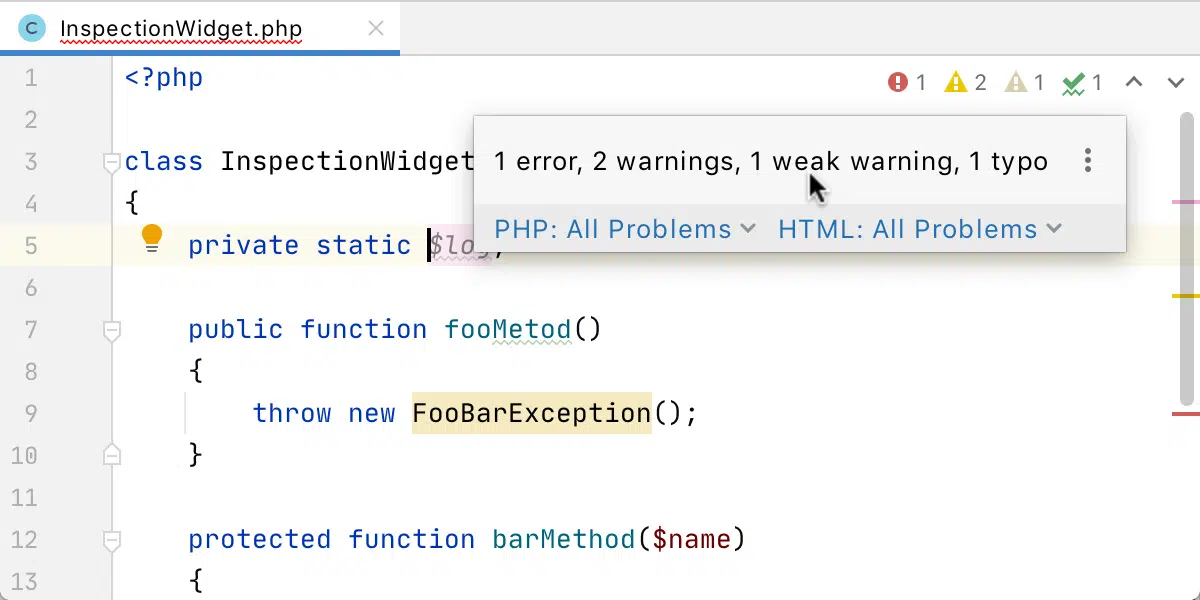 C InspectionWidget.php
1 <?php
1 2 1 1
2
3 class InspectionWidget
1 error, 2 warnings, 1 weak warning, 1 typo
4 {
PHP: All Problems HTML: All Problems
5 private static $log;
6
7 public function fooMetod()
8 {
9 throw new FooBarException();
10 }
11
12 protected function barMethod($name)
13 {